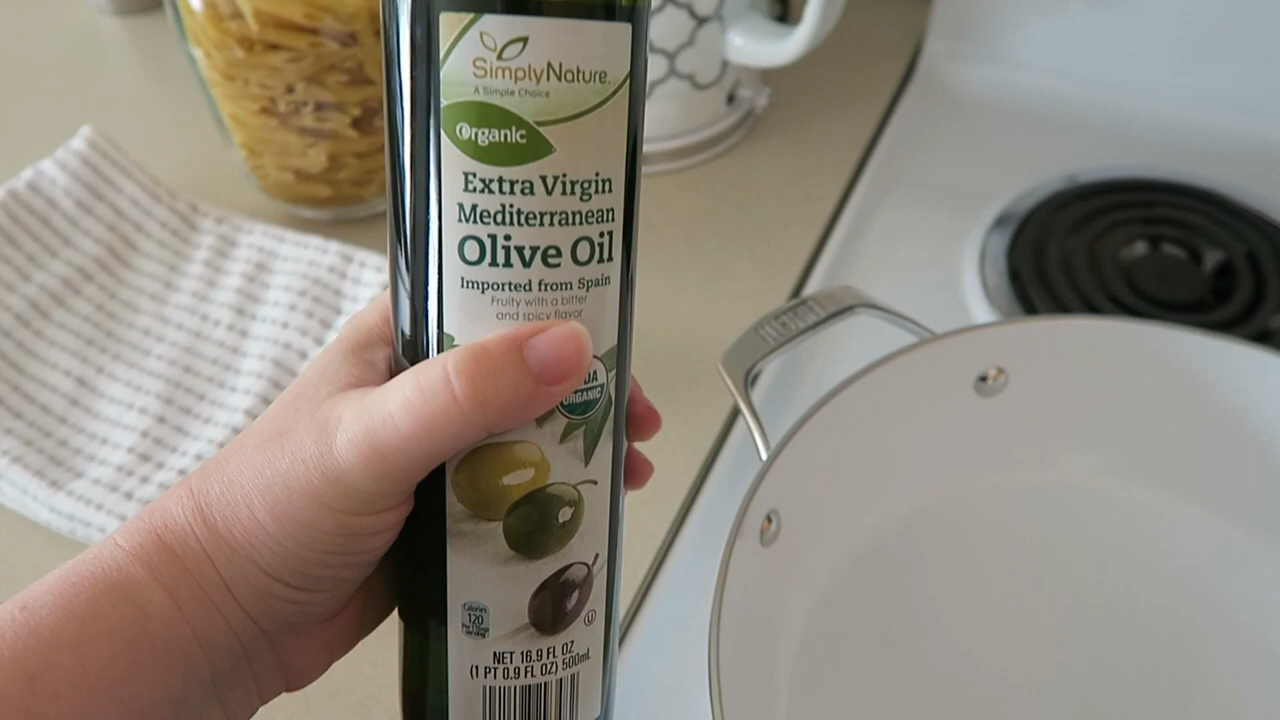 SimplyNature
A Simple Choice
Organic
Extra Virgin
Mediterranean
Olive Oil
Imported from Spain
Fruity with a bitter
and spicy flavor
ORGANIC
Calories
120
serving
U
NET 16.9 FL OZ
(1 PT 0.9 FL OZ) 500mL